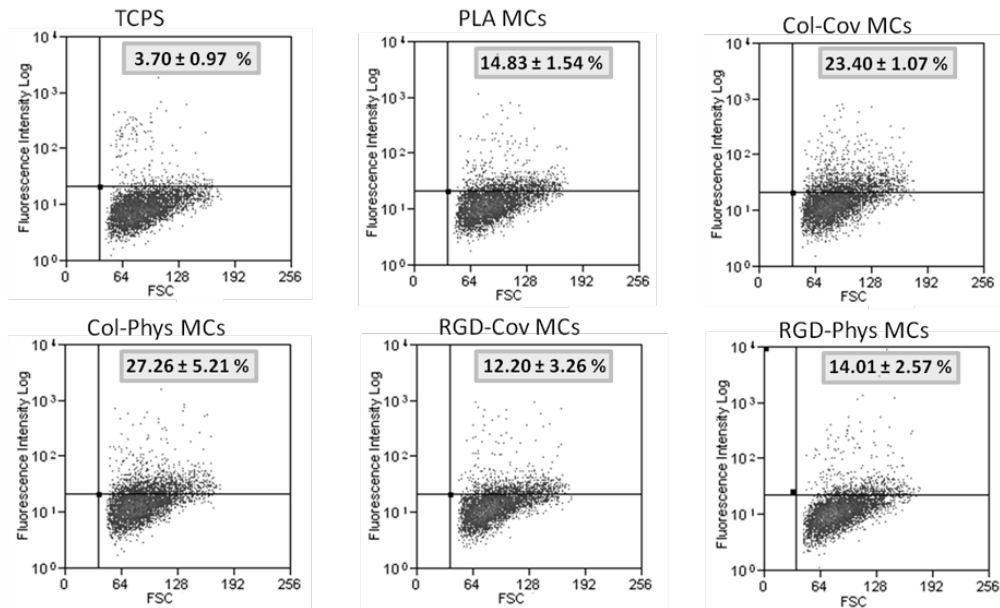 TCPS
3.70 ± 0.97 %
Fluorescence Intensity Log
10⁴
10³
10²
10¹
10⁰
0 64 128 192 256
FSC
PLA MCs
14.83 ± 1.54 %
Fluorescence Intensity Log
10⁴
10³
10²
10¹
10⁰
0 64 128 192 256
FSC
Col-Cov MCs
23.40 ± 1.07 %
Fluorescence Intensity Log
10⁴
10³
10²
10¹
10⁰
0 64 128 192 256
FSC
Col-Phys MCs
27.26 ± 5.21 %
Fluorescence Intensity Log
10⁴
10³
10²
10¹
10⁰
0 64 128 192 256
FSC
RGD-Cov MCs
12.20 ± 3.26 %
Fluorescence Intensity Log
10⁴
10³
10²
10¹
10⁰
0 64 128 192 256
FSC
RGD-Phys MCs
14.01 ± 2.57 %
Fluorescence Intensity Log
10⁴
10³
10²
10¹
10⁰
0 64 128 192 256
FSC